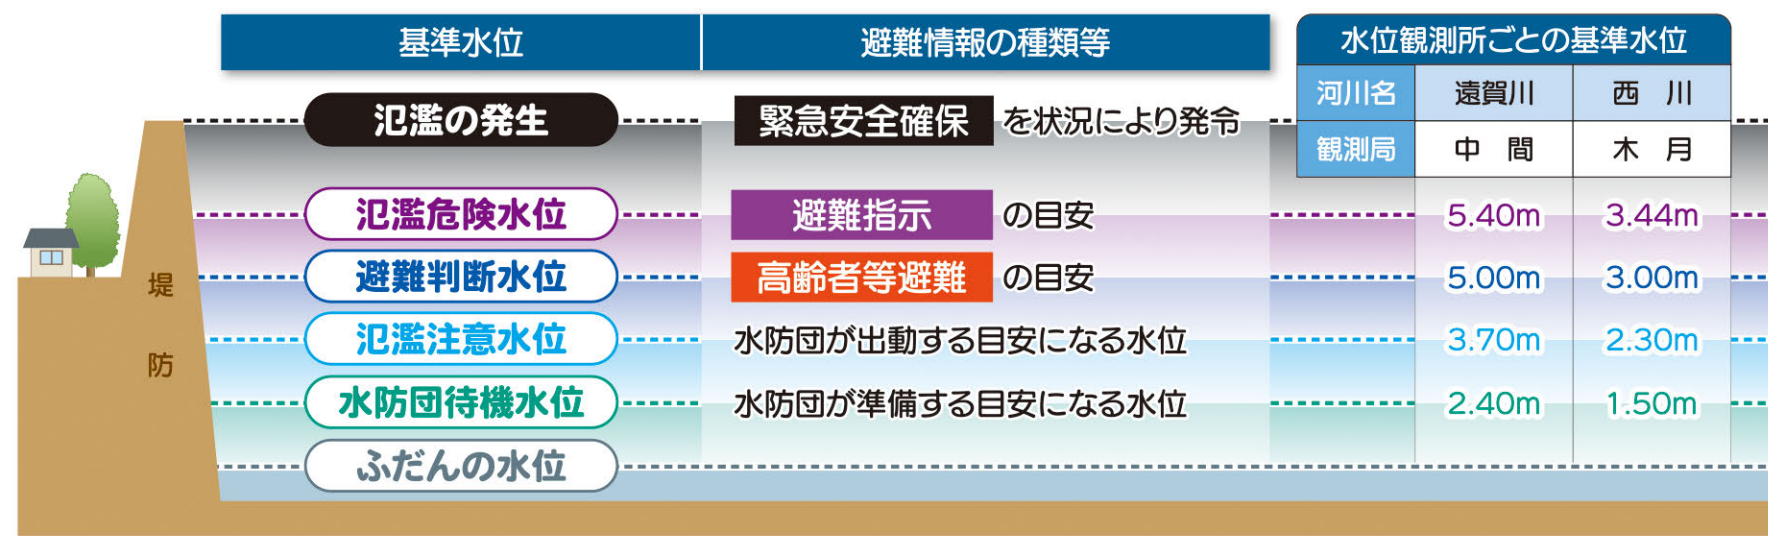 基準水位 避難情報の種類等 水位観測所ごとの基準水位
河川名 遠賀川 西川
氾濫の発生 緊急安全確保 を状況により発令
観測局 中間 木月
氾濫危険水位 避難指示 の目安 5.40m 3.44m
避難判断水位 高齢者等避難 の目安 5.00m 3.00m
氾濫注意水位 水防団が出動する目安になる水位 3.70m 2.30m
水防団待機水位 水防団が準備する目安になる水位 2.40m 1.50m
ふだんの水位
堤防